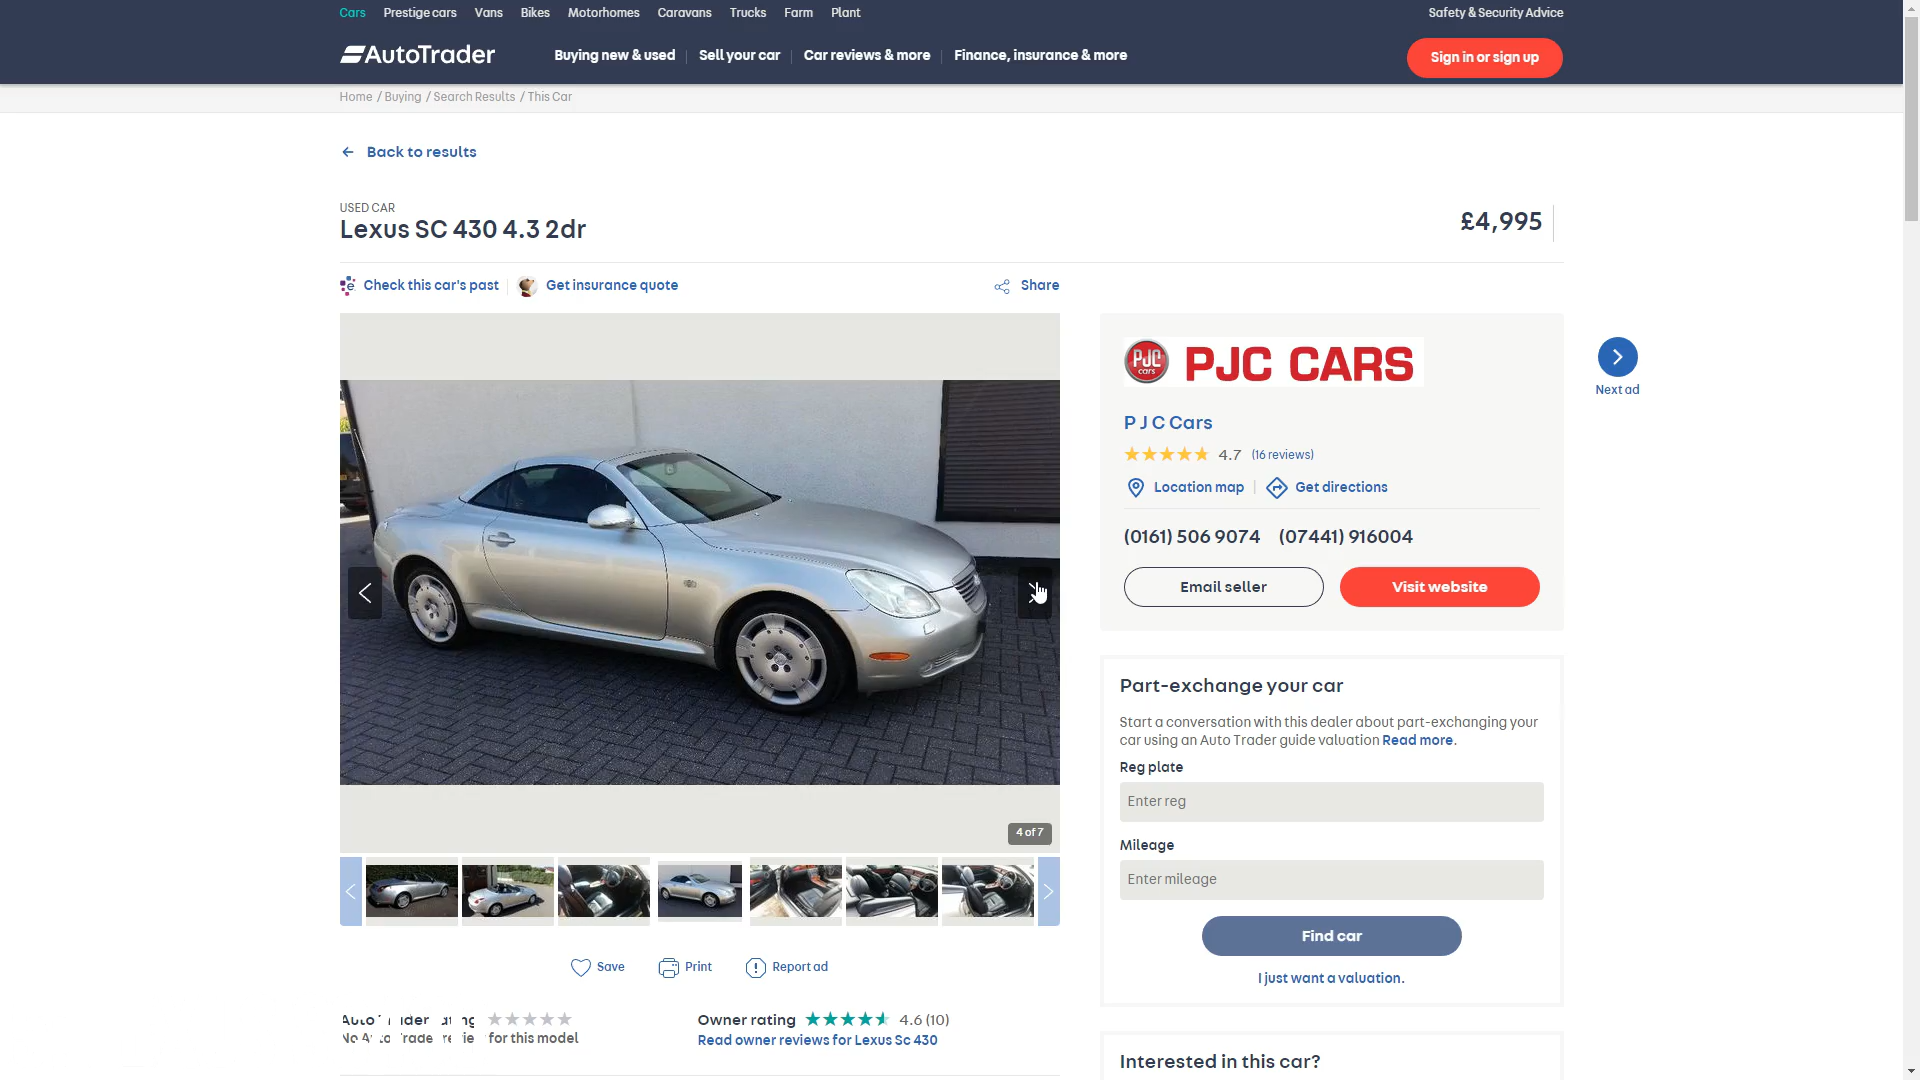 Cars Prestige cars Vans Bikes Motorhomes Caravans Trucks Farm Plant Safety & Security Advice
AutoTrader Buying new & used Sell your car Car reviews & more Finance, insurance & more Sign in or sign up
Home / Buying / Search Results / This Car
Back to results
USED CAR
Lexus SC 430 4.3 2dr £4,995
Check this car's past Get insurance quote Share
PJC cars PJC CARS
Next ad
P J C Cars
4.7 (16 reviews)
Location map Get directions
(0161) 506 9074 (07441) 916004
Email seller Visit website
Part-exchange your car
Start a conversation with this dealer about part-exchanging your
car using an Auto Trader guide valuation Read more.
Reg plate
Enter reg
4 of 7
Mileage
Enter mileage
Find car
Save Print Report ad
I just want a valuation.
Owner rating 4.6 (10)
for this model
Read owner reviews for Lexus Sc 430
Interested in this car?